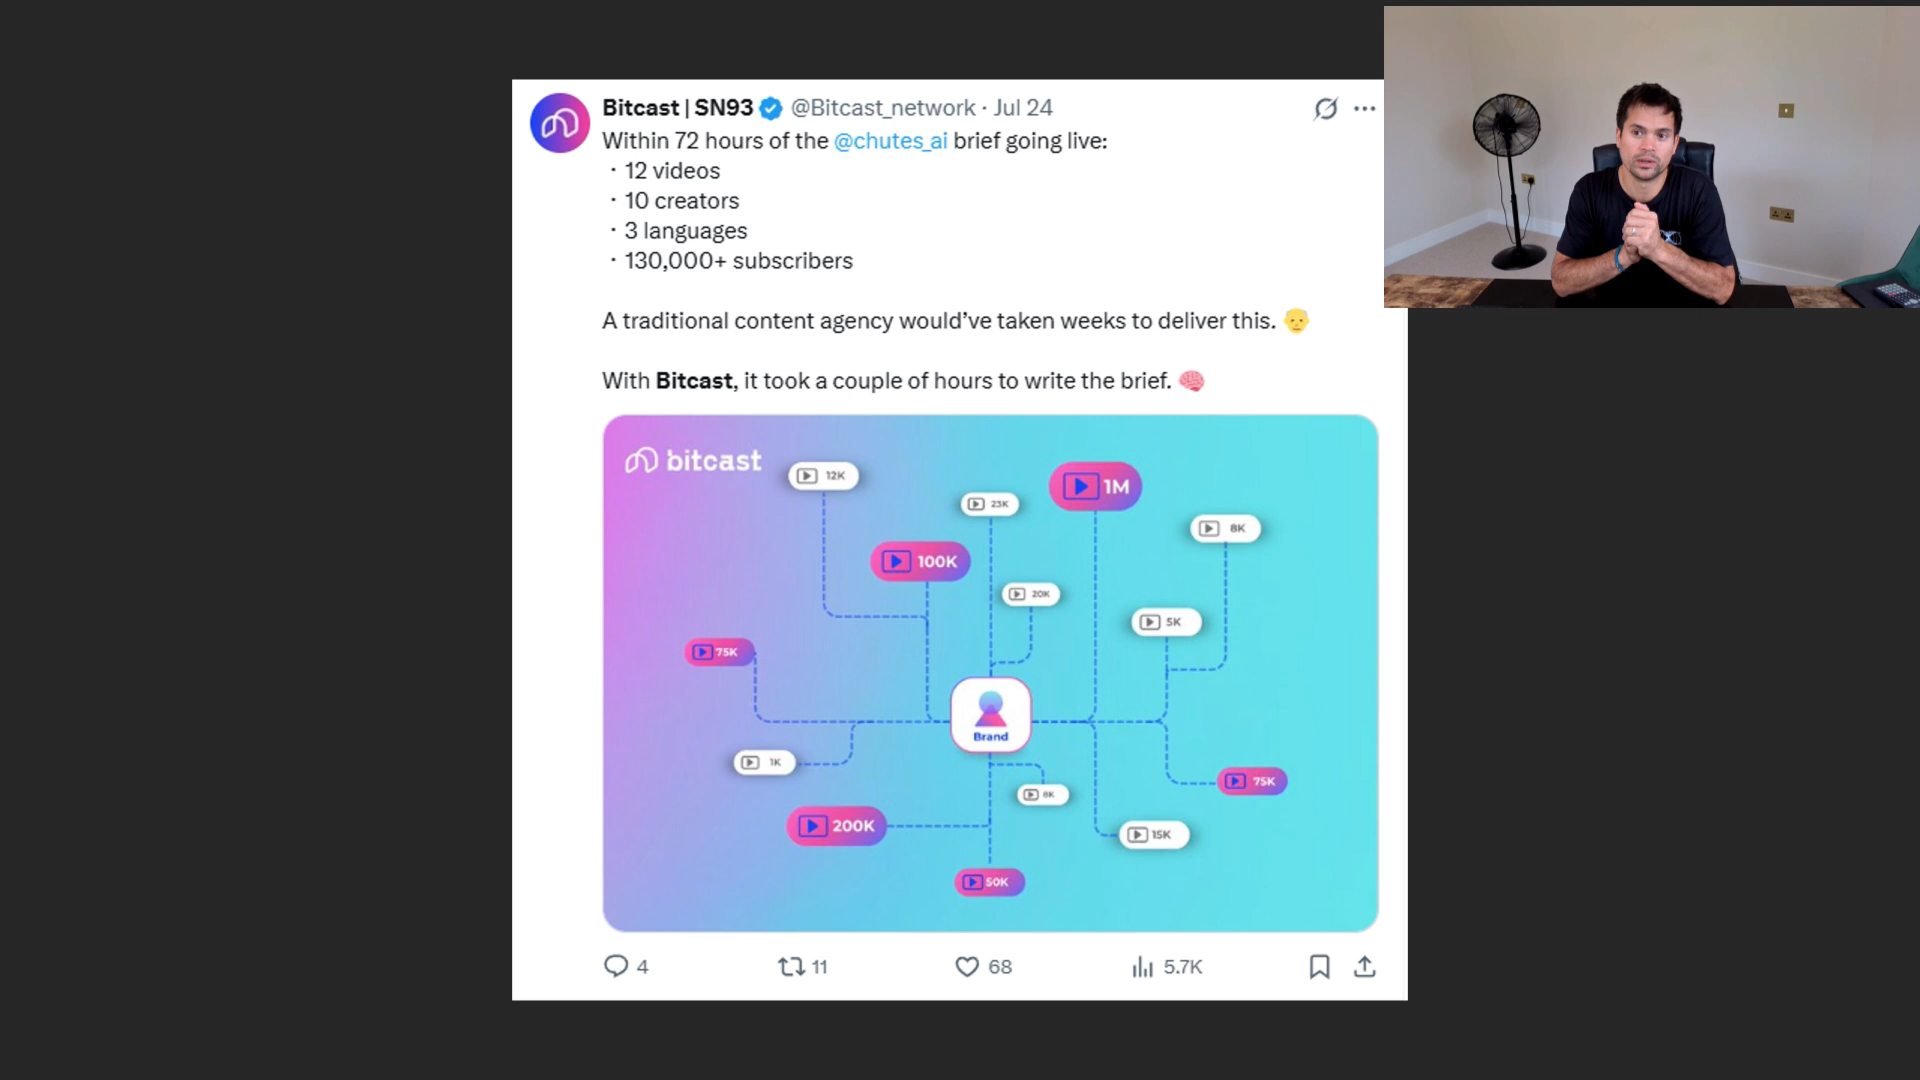 Bitcast | SN93 @Bitcast_network · Jul 24
Within 72 hours of the @chutes_ai brief going live:
· 12 videos
· 10 creators
· 3 languages
· 130,000+ subscribers
A traditional content agency would’ve taken weeks to deliver this. 👴
With Bitcast, it took a couple of hours to write the brief. 🧠
bitcast
12K
23K
1M
8K
100K
20K
5K
75K
Brand
1K
8K
75K
200K
15K
50K
4 11 68 5.7K